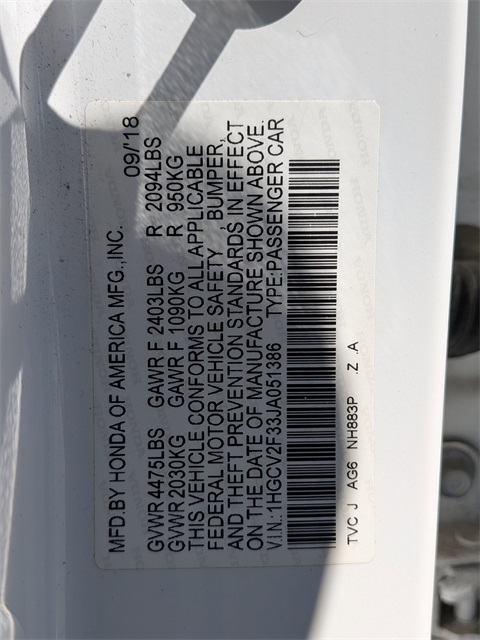 MFD.BY HONDA OF AMERICA MFG.,INC. 09/'18
GVWR 4475LBS GAWR F 2403LBS R 2094LBS
GVWR 2030KG GAWR F 1090KG R 950KG
THIS VEHICLE CONFORMS TO ALL APPLICABLE
FEDERAL MOTOR VEHICLE SAFETY, BUMPER,
AND THEFT PREVENTION STANDARDS IN EFFECT
ON THE DATE OF MANUFACTURE SHOWN ABOVE.
V.I.N.:1HGCV2F33JA051386 TYPE:PASSENGER CAR
TVC J AG6 NH883P .Z .A